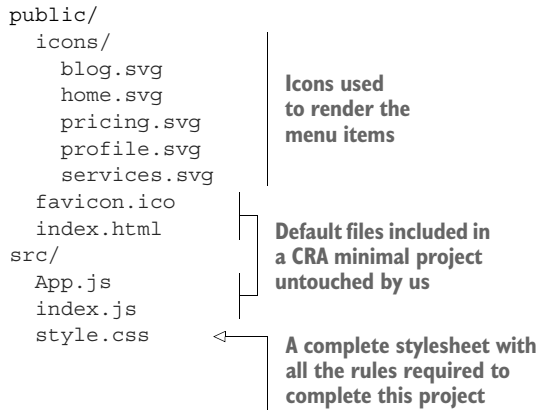 public/
icons/
blog.svg
home.svg
pricing.svg
profile.svg
services.svg
Icons used
to render the
menu items
favicon.ico
index.html
src/
App.js
index.js
Default files included in
a CRA minimal project
untouched by us
style.css
A complete stylesheet with
all the rules required to
complete this project